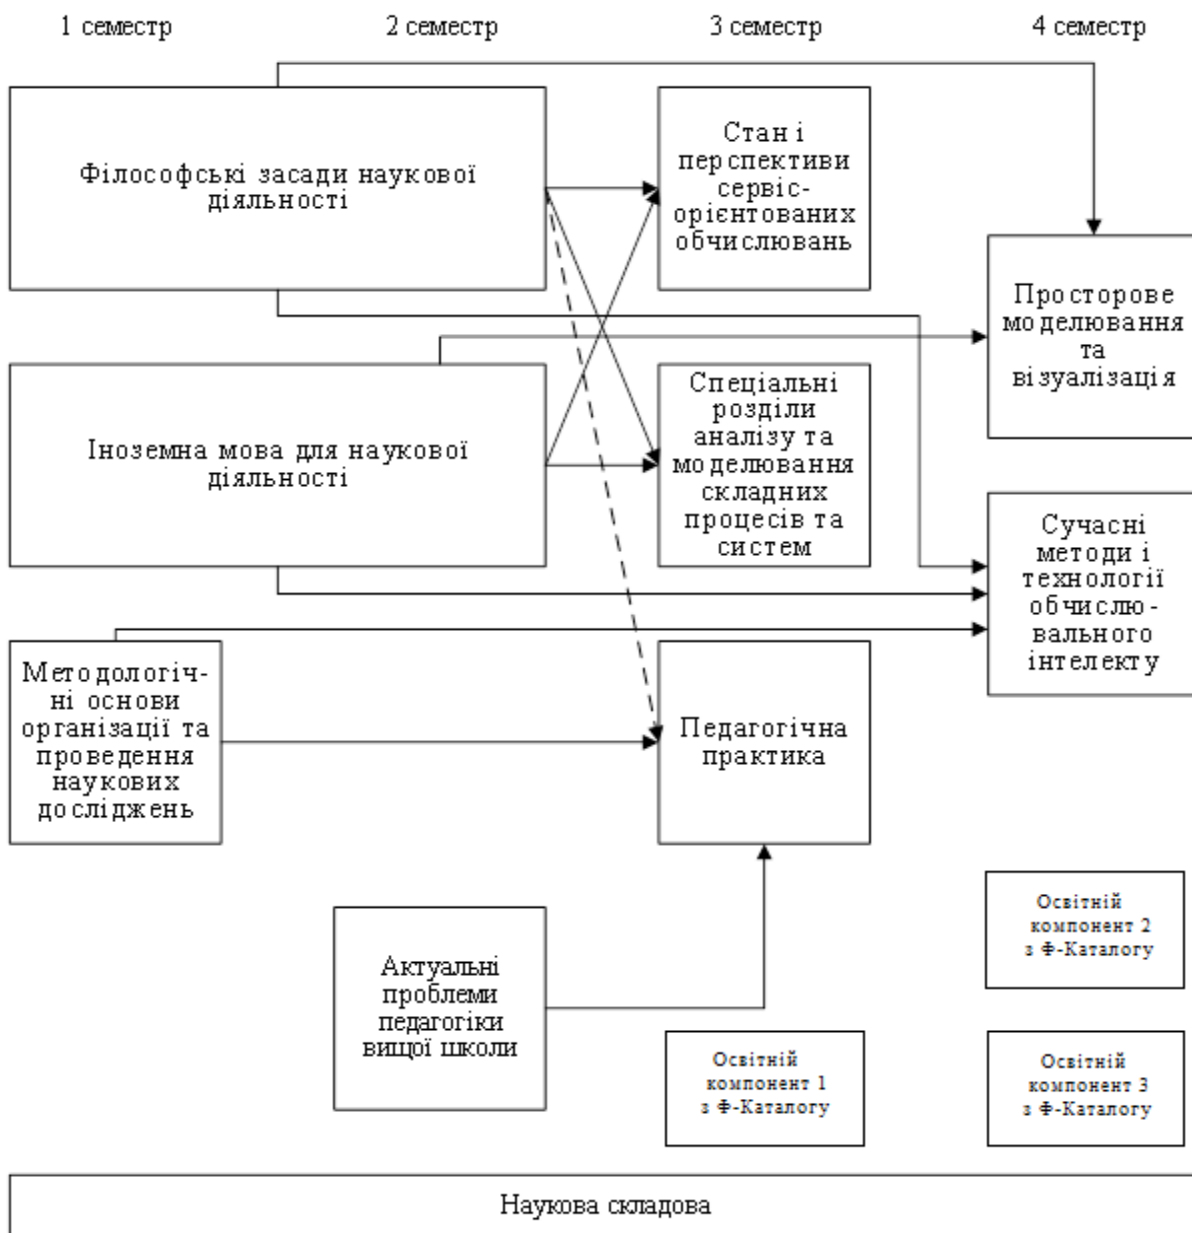 1 семестр
2 семестр
3 семестр
4 семестр
Філософські засади наукової
діяльності
Стан і
перспективи
сервіс-
орієнтованих
обчислювань
Просторове
моделювання
та
візуалізація
Іноземна мова для наукової
діяльності
Спеціальні
розділи
аналізу та
моделювання
складних
процесів та
систем
Сучасні
методи і
технології
обчислю-
вального
інтелекту
Методологіч-
ні основи
організації та
проведення
наукових
досліджень
Педагогічна
практика
Актуальні
проблеми
педагогіки
вищої школи
Освітній
компонент 2
з Ф-Каталогу
Освітній
компонент 1
з Ф-Каталогу
Освітній
компонент 3
з Ф-Каталогу
Наукова складова